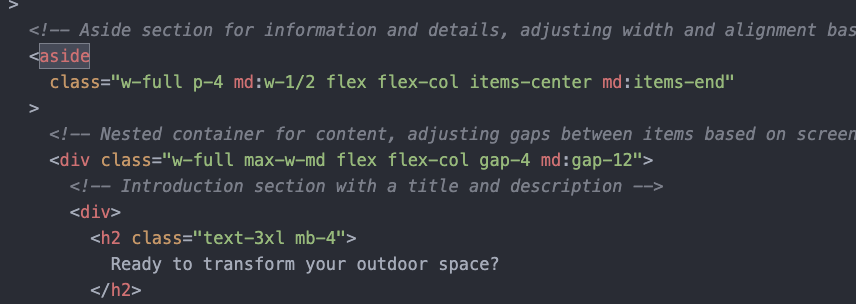 >
<!-- Aside section for information and details, adjusting width and alignment bas
<aside
class="w-full p-4 md:w-1/2 flex flex-col items-center md:items-end"
>
<!-- Nested container for content, adjusting gaps between items based on screen
<div class="w-full max-w-md flex flex-col gap-4 md:gap-12">
<!-- Introduction section with a title and description -->
<div>
<h2 class="text-3xl mb-4">
Ready to transform your outdoor space?
</h2>